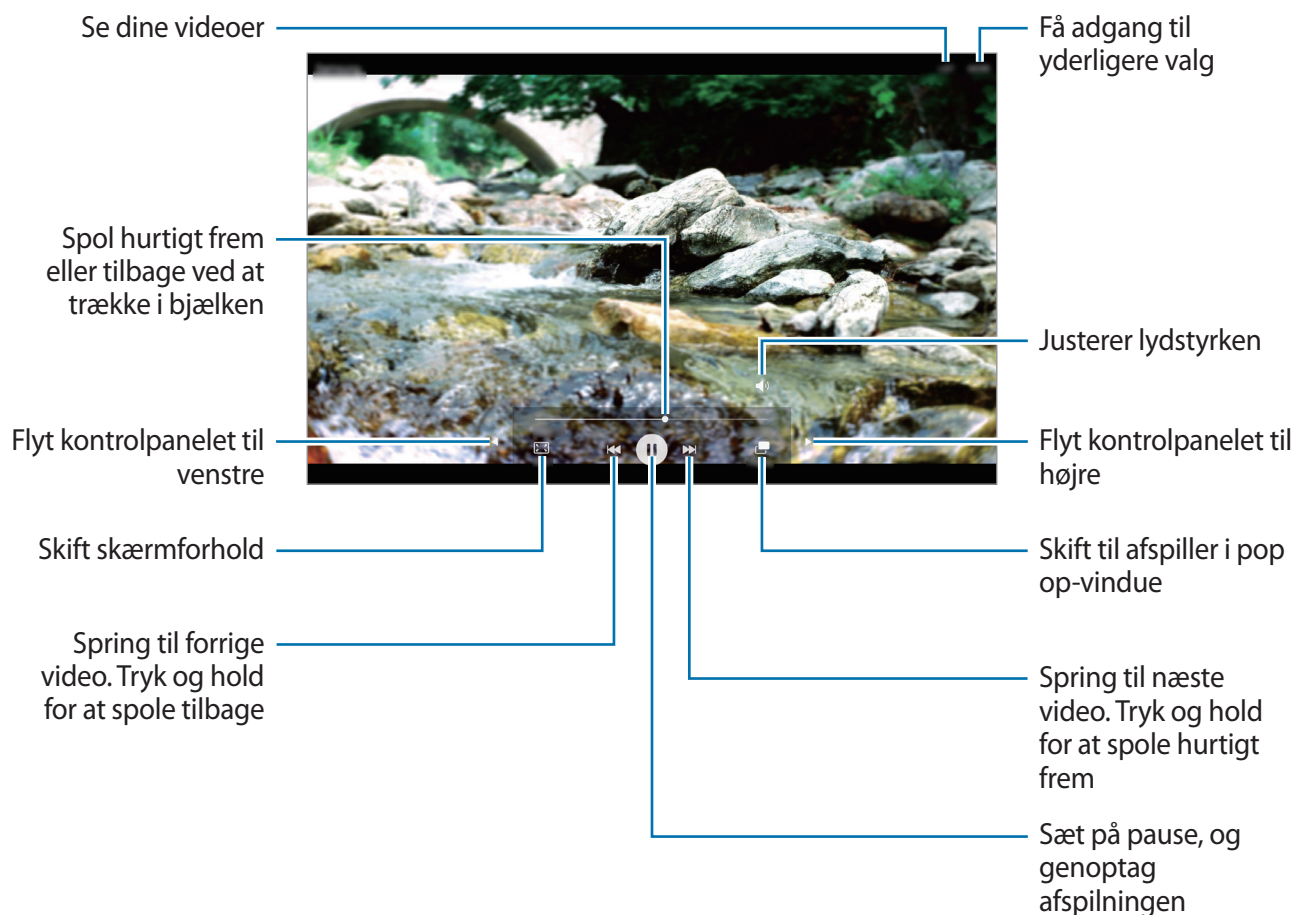 Se dine videoer
Få adgang til
yderligere valg
Spol hurtigt frem
eller tilbage ved at
trække i bjælken
Justerer lydstyrken
Flyt kontrolpanelet til
venstre
Flyt kontrolpanelet til
højre
Skift skærmforhold
Skift til afspiller i pop
op-vindue
Spring til forrige
video. Tryk og hold
for at spole tilbage
Spring til næste
video. Tryk og hold
for at spole hurtigt
frem
Sæt på pause, og
genoptag
afspilningen